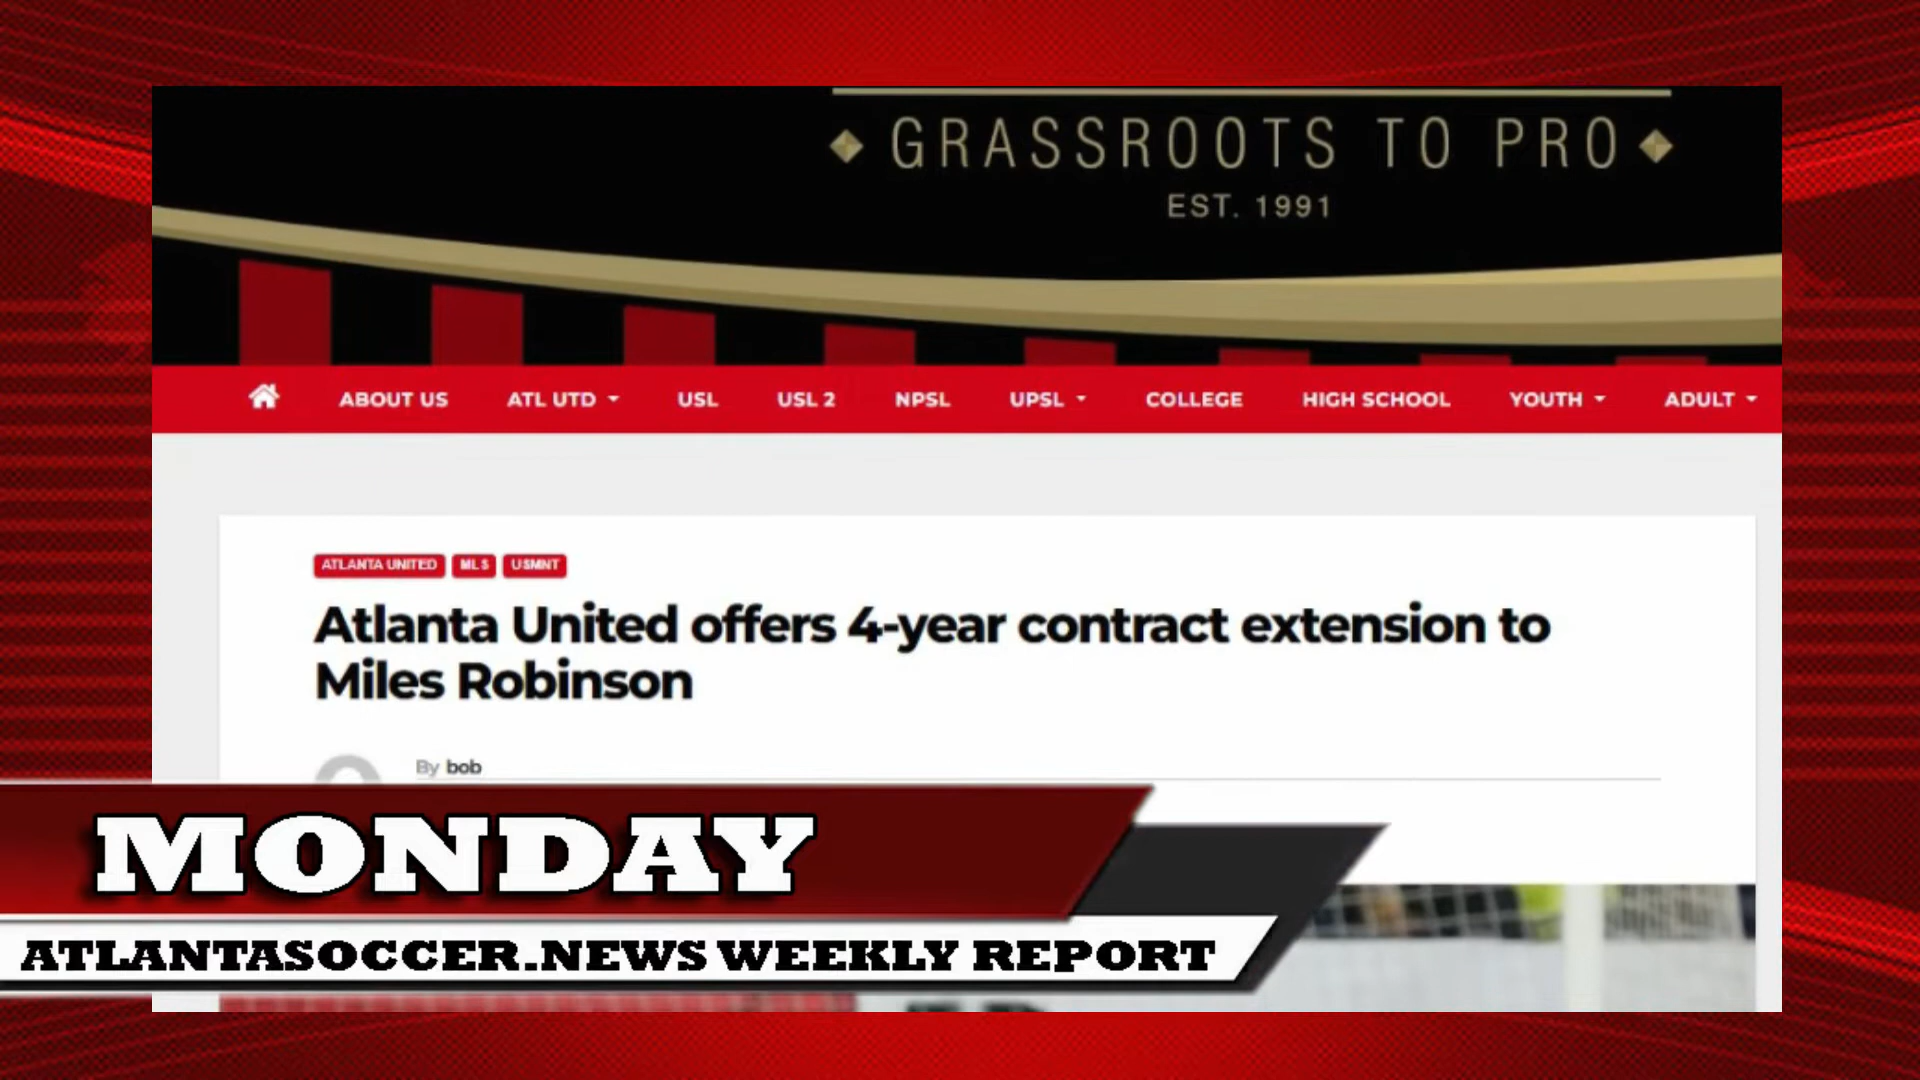 GRASSROOTS TO PRO
EST. 1991
ABOUT US ATL UTD USL USL 2 NPSL UPSL COLLEGE HIGH SCHOOL YOUTH ADULT
ATLANTA UNITED MLS USMNT
Atlanta United offers 4-year contract extension to
Miles Robinson
By bob
MONDAY
ATLANTASOCCER.NEWS WEEKLY REPORT